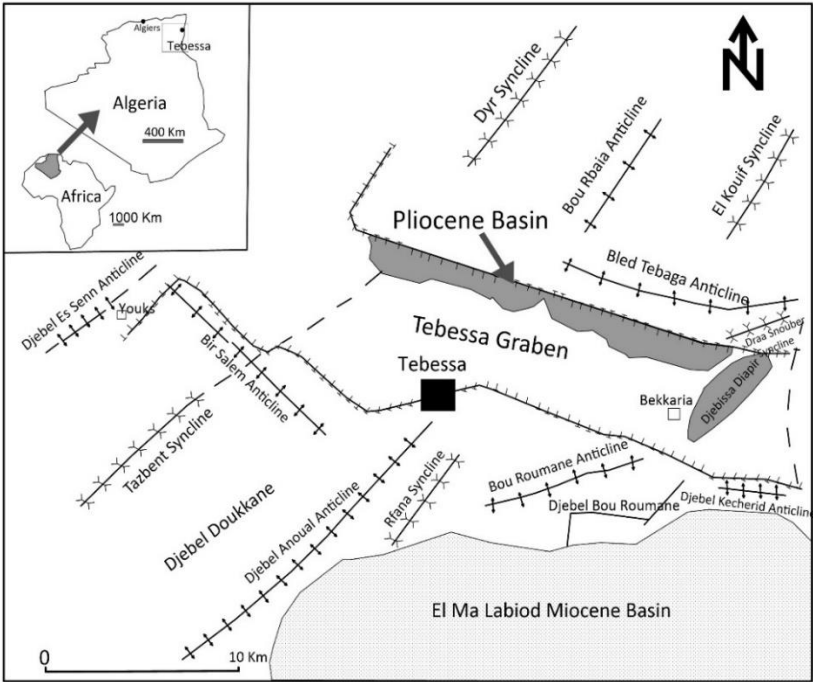 Algiers
Tebessa
Algeria
400 Km
Africa
1000 Km
N
Dyr Syncline
Bou Rbaia Anticline
El Kouif Syncline
Pliocene Basin
Bled Tebaga Anticline
Djebel Es Senn Anticline
Youks
Bir Salem Anticline
Tebessa Graben
Draa Snouber
Syncline
Tebessa
Djebissa Diapir
Bekkaria
Tazbent Syncline
Djebel Doukkane
Djebel Anoual Anticline
Rfana Syncline
Bou Roumane Anticline
Djebel Bou Roumane
Djebel Kecherid Anticline
El Ma Labiod Miocene Basin
0
10 Km